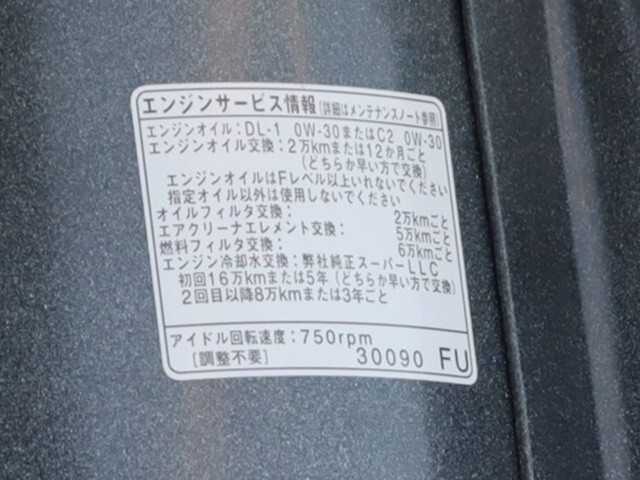 エンジンサービス情報 [詳細はメンテナンスノート参照]
エンジンオイル:DL-1 0W-30またはC2 0W-30
エンジンオイル交換:2万kmまたは12か月ごと
(どちらか早い方で交換)
エンジンオイルはFレベル以上いれないでください
指定オイル以外は使用しないでください
オイルフィルタ交換: 2万kmごと
エアクリーナエレメント交換: 5万kmごと
燃料フィルタ交換: 6万kmごと
エンジン冷却水交換:弊社純正スーパーLLC
初回16万kmまたは5年(どちらか早い方で交換)
2回目以降8万kmまたは3年ごと
アイドル回転速度:750rpm
[調整不要] 30090 FU